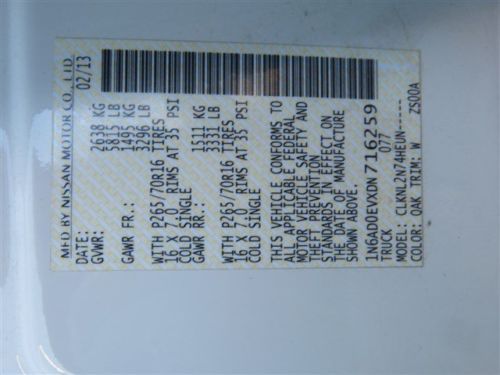 MFD BY NISSAN MOTOR CO., LTD
DATE: 02/13
GVWR: 2638 KG
5815 LB
GAWR FR.: 1495 KG
3296 LB
WITH P265/70R16 TIRES
16 X 7.0 RIMS AT 35 PSI
COLD SINGLE
GAWR RR.: 1511 KG
3331 LB
WITH P265/70R16 TIRES
16 X 7.0 RIMS AT 35 PSI
COLD SINGLE
THIS VEHICLE CONFORMS TO
ALL APPLICABLE FEDERAL
MOTOR VEHICLE SAFETY AND
THEFT PREVENTION
STANDARDS IN EFFECT ON
THE DATE OF MANUFACTURE
SHOWN ABOVE.
1N6AD0EVXDN716259
TRUCK 077
MODEL: CLKNL2N74HEUN-----
COLOR: QAK TRIM: W ZS00A